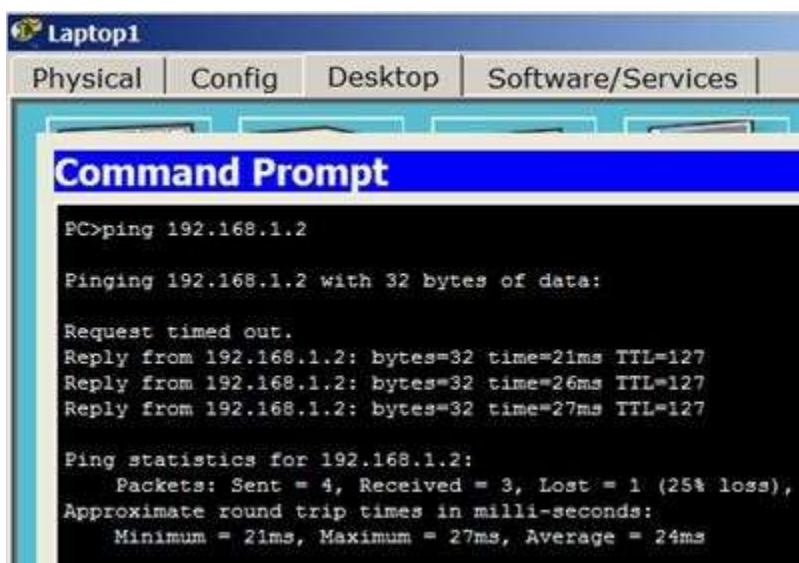 Laptop1
Physical Config Desktop Software/Services
Command Prompt
PC>ping 192.168.1.2
Pinging 192.168.1.2 with 32 bytes of data:
Request timed out.
Reply from 192.168.1.2: bytes=32 time=21ms TTL=127
Reply from 192.168.1.2: bytes=32 time=26ms TTL=127
Reply from 192.168.1.2: bytes=32 time=27ms TTL=127
Ping statistics for 192.168.1.2:
Packets: Sent = 4, Received = 3, Lost = 1 (25% loss),
Approximate round trip times in milli-seconds:
Minimum = 21ms, Maximum = 27ms, Average = 24ms